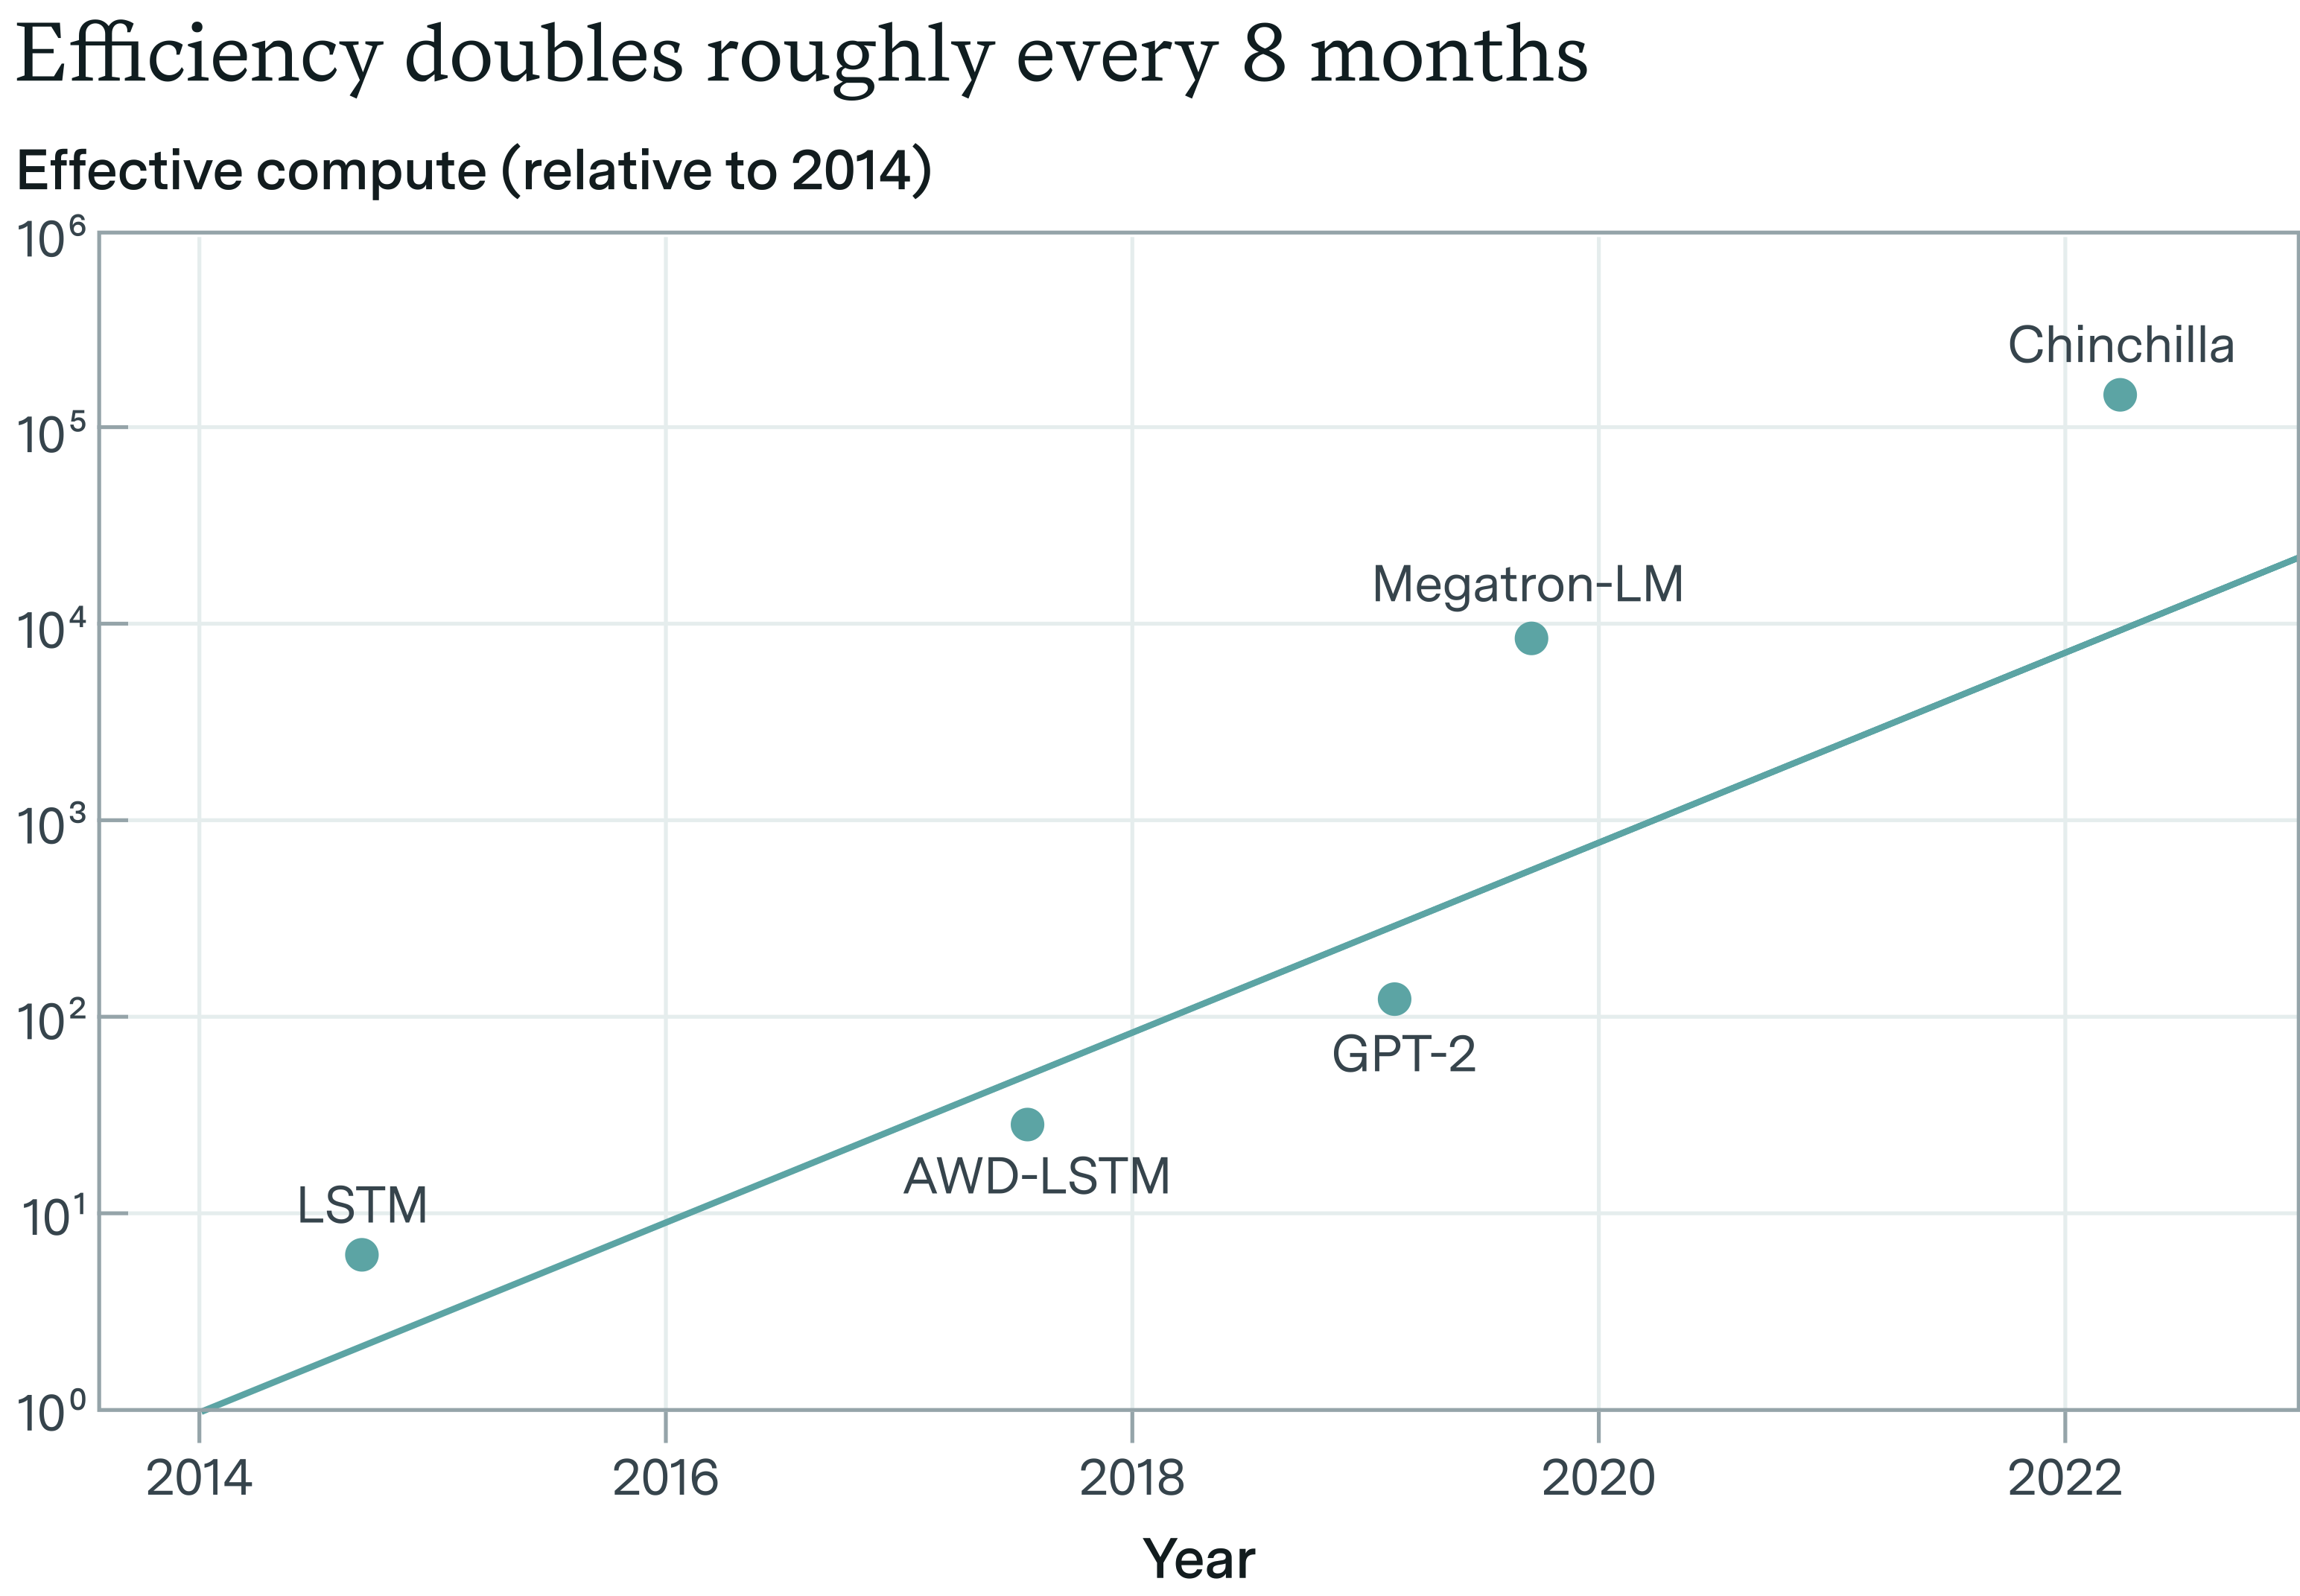 Efficiency doubles roughly every 8 months
Effective compute (relative to 2014)
10⁶
Chinchilla
10⁵
Megatron-LM
10⁴
10³
10²
GPT-2
AWD-LSTM
LSTM
10¹
10⁰
2014 2016 2018 2020 2022
Year